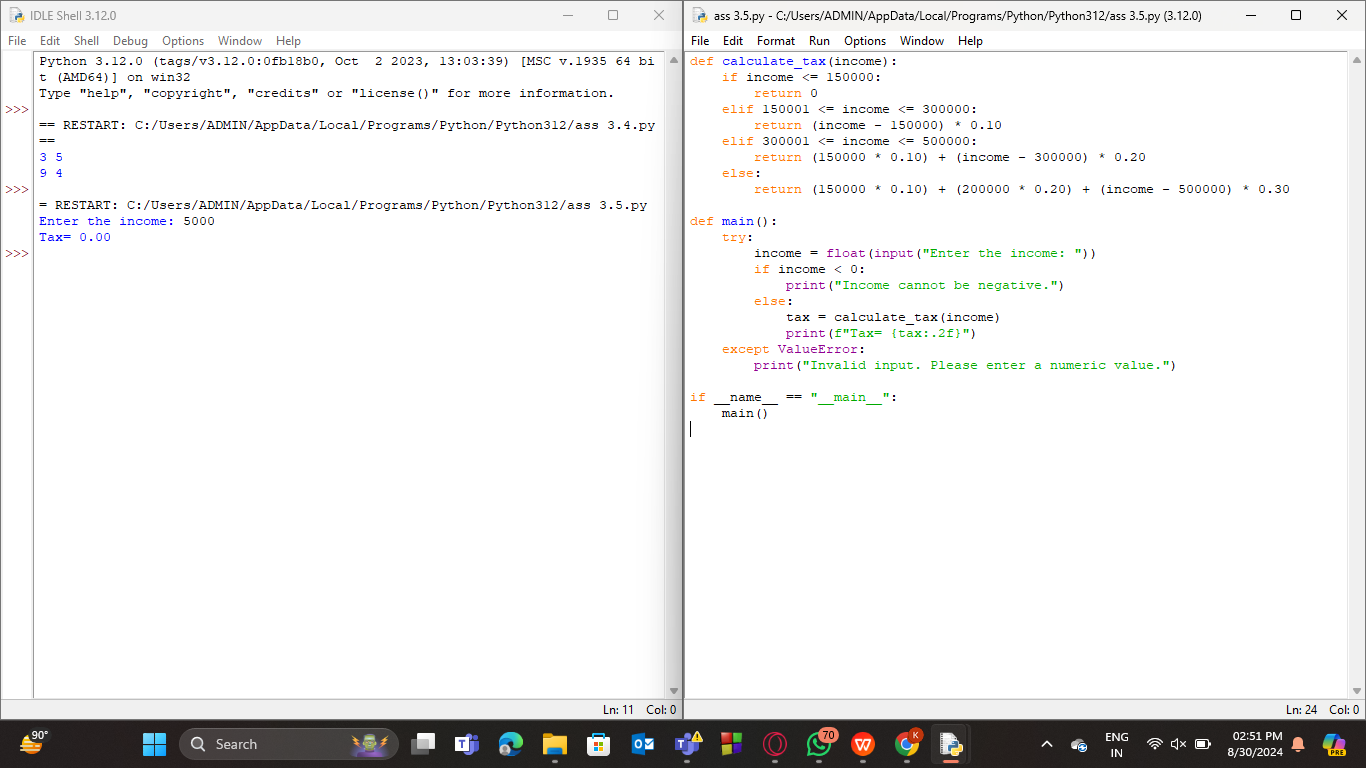 IDLE Shell 3.12.0
File Edit Shell Debug Options Window Help
Python 3.12.0 (tags/v3.12.0:0fb18b0, Oct  2 2023, 13:03:39) [MSC v.1935 64 bi
t (AMD64)] on win32
Type "help", "copyright", "credits" or "license()" for more information.
>>>
== RESTART: C:/Users/ADMIN/AppData/Local/Programs/Python/Python312/ass 3.4.py
==
3 5
9 4
>>>
= RESTART: C:/Users/ADMIN/AppData/Local/Programs/Python/Python312/ass 3.5.py
Enter the income: 5000
Tax= 0.00
>>>
Ln: 11 Col: 0
ass 3.5.py - C:/Users/ADMIN/AppData/Local/Programs/Python/Python312/ass 3.5.py (3.12.0)
File Edit Format Run Options Window Help
def calculate_tax(income):
    if income <= 150000:
        return 0
    elif 150001 <= income <= 300000:
        return (income - 150000) * 0.10
    elif 300001 <= income <= 500000:
        return (150000 * 0.10) + (income - 300000) * 0.20
    else:
        return (150000 * 0.10) + (200000 * 0.20) + (income - 500000) * 0.30
def main():
    try:
        income = float(input("Enter the income: "))
        if income < 0:
            print("Income cannot be negative.")
        else:
            tax = calculate_tax(income)
            print(f"Tax= {tax:.2f}")
    except ValueError:
        print("Invalid input. Please enter a numeric value.")
if __name__ == "__main__":
    main()
Ln: 24 Col: 0
90°
Search
70
K
ENG
IN
02:51 PM
8/30/2024
PRE